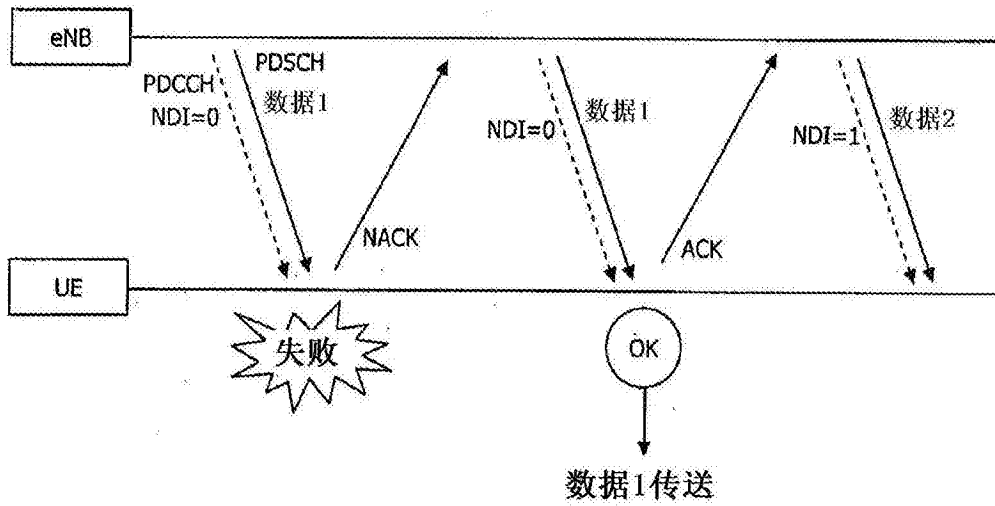 eNB
PDCCH
NDI=0
PDSCH
数据1
NACK
NDI=0
数据1
ACK
NDI=1
数据2
UE
失败
OK
数据1传送